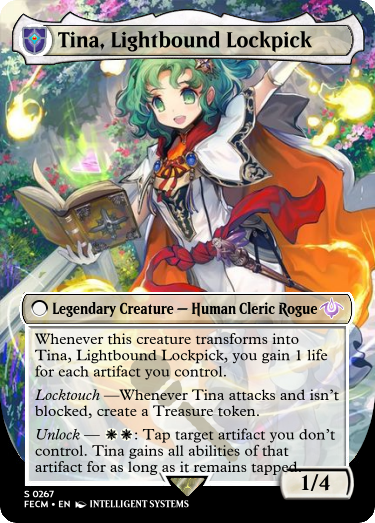 Tina, Lightbound Lockpick
Legendary Creature — Human Cleric Rogue
Whenever this creature transforms into
Tina, Lightbound Lockpick, you gain 1 life
for each artifact you control.
Locktouch —Whenever Tina attacks and isn't
blocked, create a Treasure token.
Unlock — : Tap target artifact you don't
control. Tina gains all abilities of that
artifact for as long as it remains tapped.
1/4
S 0267
FECM • EN INTELLIGENT SYSTEMS